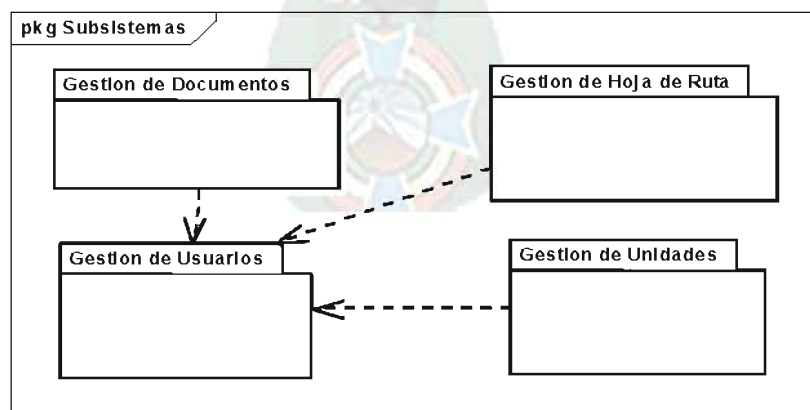 pkg Subsistemas
Gestion de Documentos
Gestion de Hoja de Ruta
Gestion de Usuarios
Gestion de Unidades